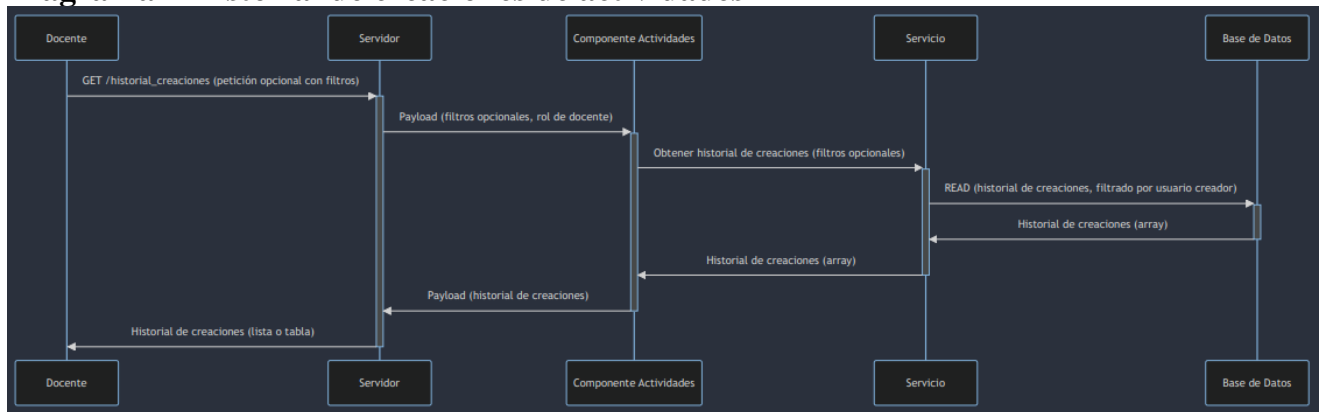 Docente
Servidor
Componente Actividades
Servicio
Base de Datos
GET /historial_creaciones (petición opcional con filtros)
Payload (filtros opcionales, rol de docente)
Obtener historial de creaciones (filtros opcionales)
READ (historial de creaciones, filtrado por usuario creador)
Historial de creaciones (array)
Historial de creaciones (array)
Payload (historial de creaciones)
Historial de creaciones (lista o tabla)
Docente
Servidor
Componente Actividades
Servicio
Base de Datos